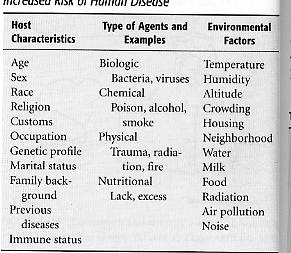 Increased Risk of Human Disease
Host Characteristics
Age
Sex
Race
Religion
Customs
Occupation
Genetic profile
Marital status
Family back-
ground
Previous
diseases
Immune status
Type of Agents and Examples
Biologic
Bacteria, viruses
Chemical
Poison, alcohol,
smoke
Physical
Trauma, radia-
tion, fire
Nutritional
Lack, excess
Environmental Factors
Temperature
Humidity
Altitude
Crowding
Housing
Neighborhood
Water
Milk
Food
Radiation
Air pollution
Noise